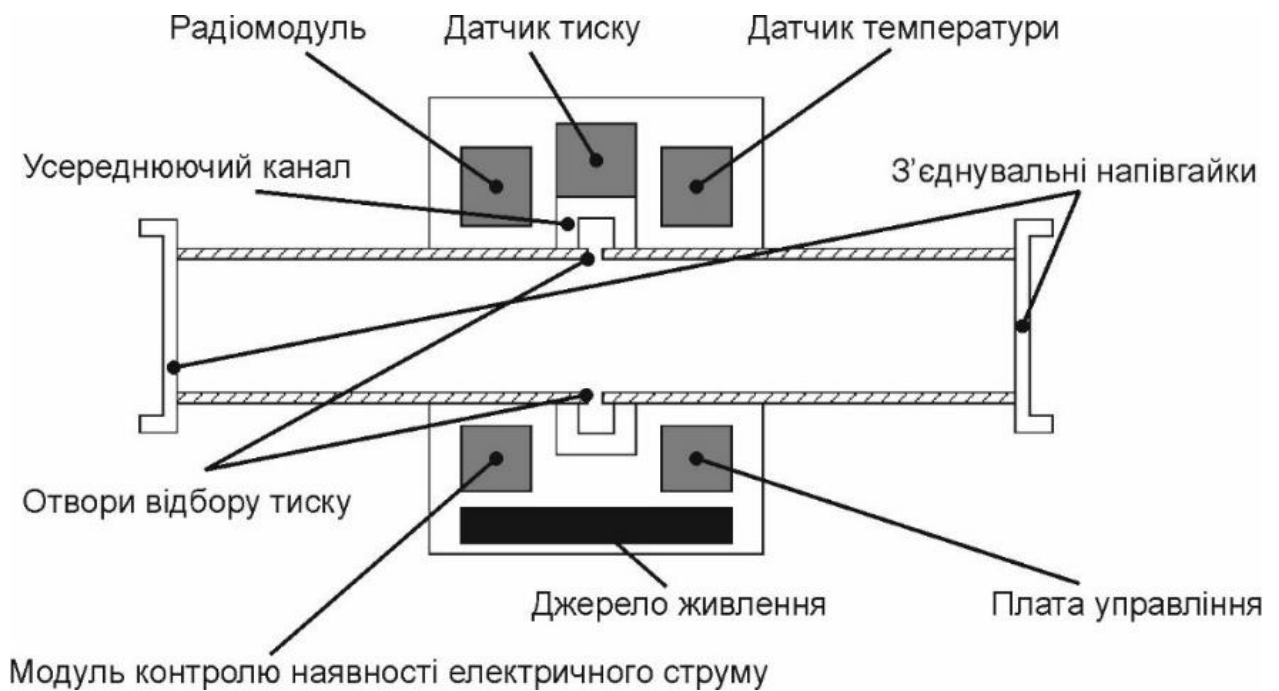 Радіомодуль
Датчик тиску
Датчик температури
Усереднюючий канал
З’єднувальні напівгайки
Отвори відбору тиску
Джерело живлення
Плата управління
Модуль контролю наявності електричного струму